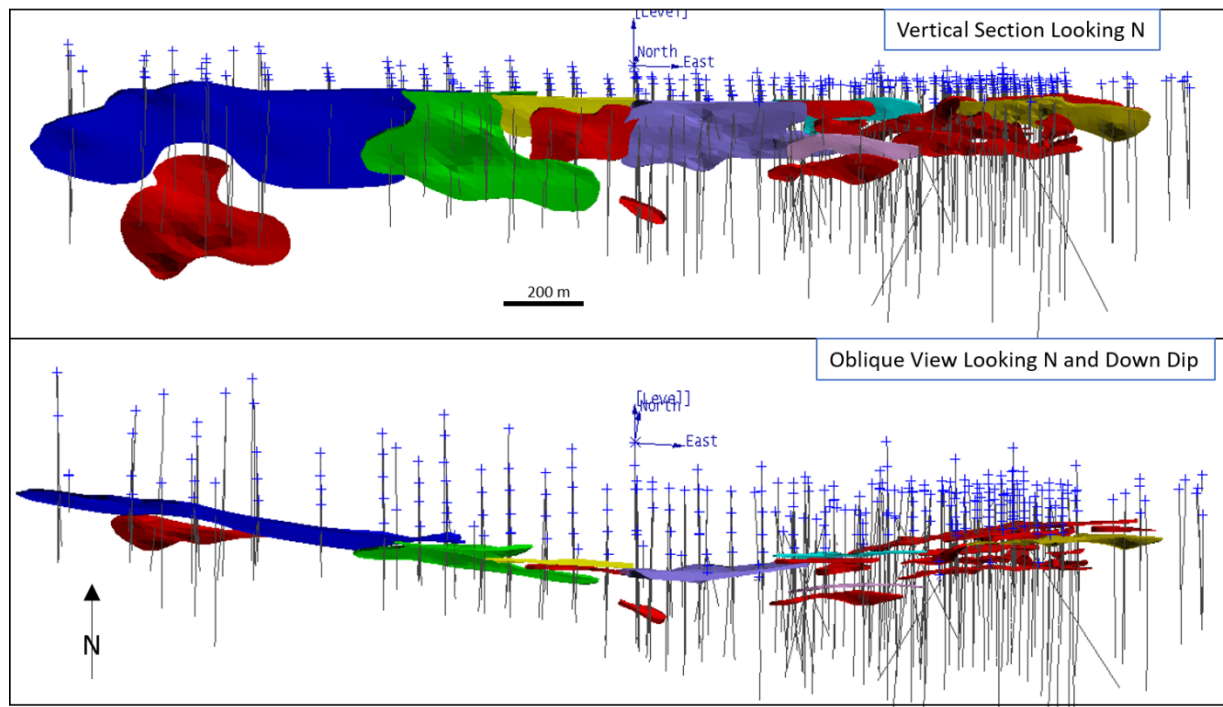 [Level]
Vertical Section Looking N
North
East
200 m
Oblique View Looking N and Down Dip
[Level]
North
East
N